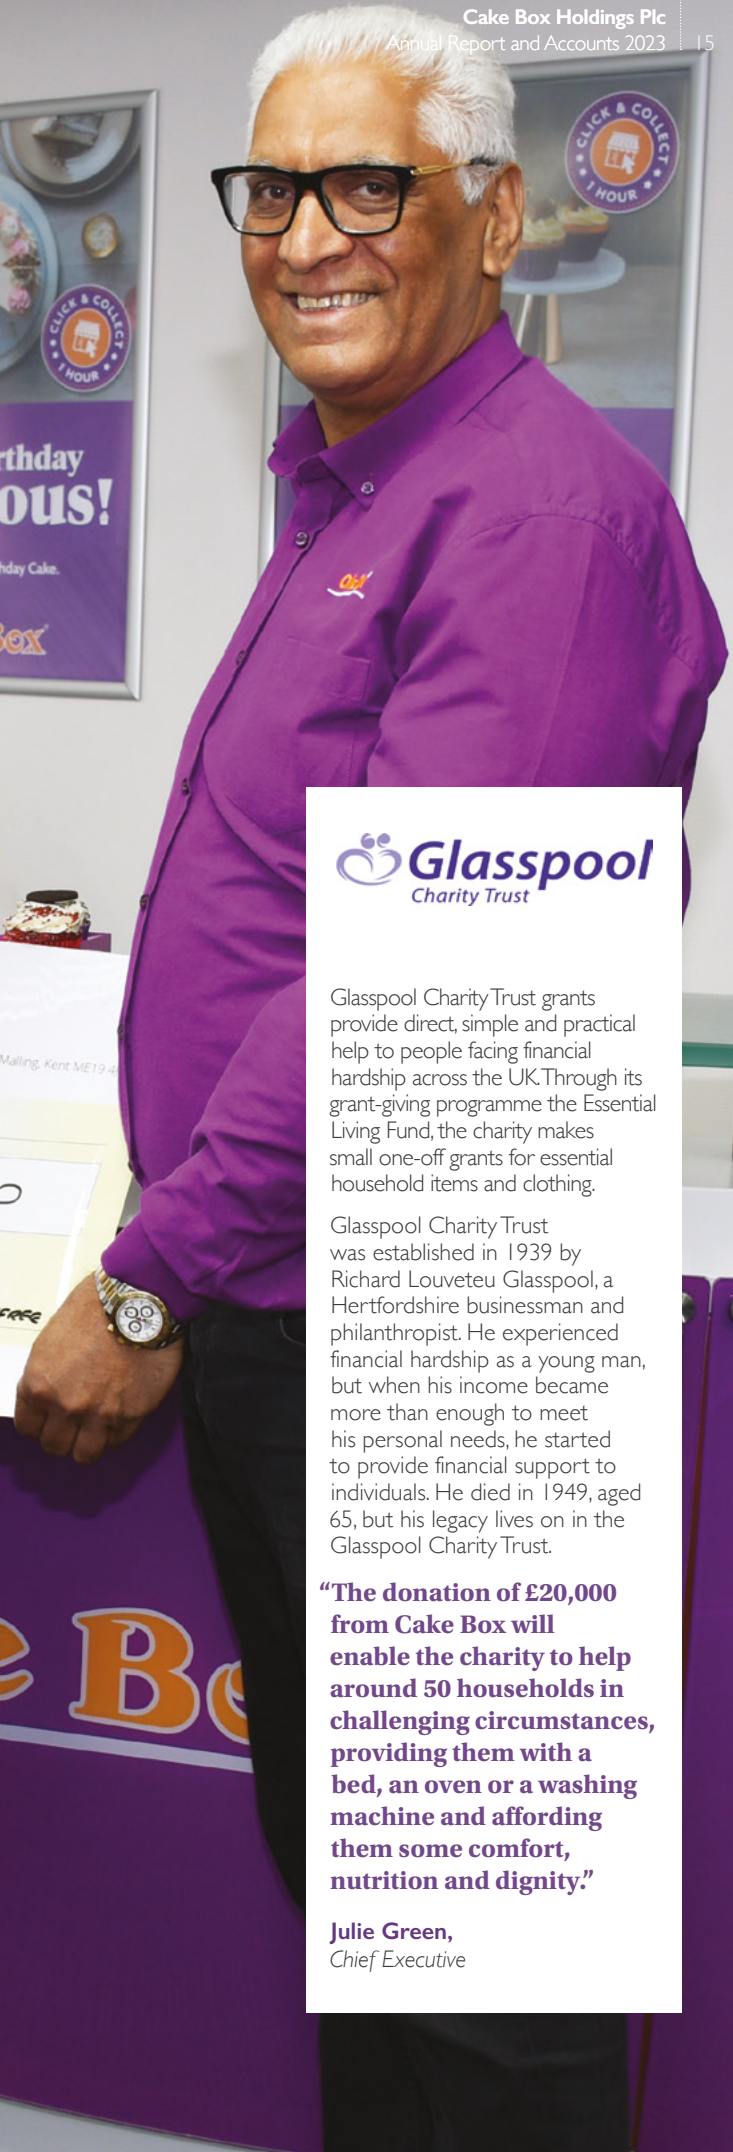 Cake Box Holdings Plc
Annual Report and Accounts 2023
15
CLICK & COLLECT
1 HOUR
CLICK & COLLECT
1 HOUR
rthday
ous!
hday Cake.
Box
Malling, Kent ME19 4
FREE
e Bo
Glasspool
Charity Trust
Glasspool Charity Trust grants
provide direct, simple and practical
help to people facing financial
hardship across the UK. Through its
grant-giving programme the Essential
Living Fund, the charity makes
small one-off grants for essential
household items and clothing.
Glasspool Charity Trust
was established in 1939 by
Richard Louveteu Glasspool, a
Hertfordshire businessman and
philanthropist. He experienced
financial hardship as a young man,
but when his income became
more than enough to meet
his personal needs, he started
to provide financial support to
individuals. He died in 1949, aged
65, but his legacy lives on in the
Glasspool Charity Trust.
“The donation of £20,000
from Cake Box will
enable the charity to help
around 50 households in
challenging circumstances,
providing them with a
bed, an oven or a washing
machine and affording
them some comfort,
nutrition and dignity.”
Julie Green,
Chief Executive